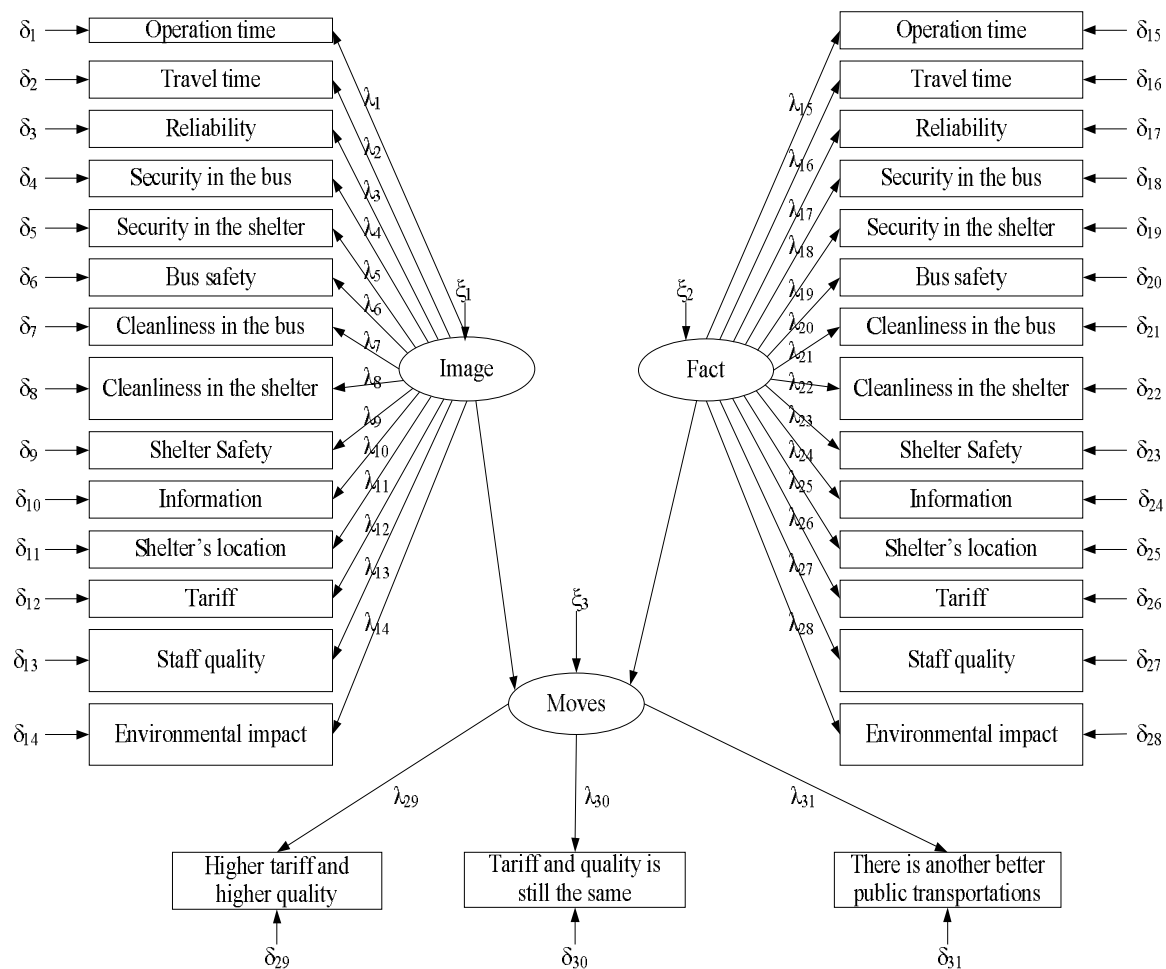 δ1
Operation time
δ2
Travel time
δ3
Reliability
δ4
Security in the bus
δ5
Security in the shelter
δ6
Bus safety
δ7
Cleanliness in the bus
δ8
Cleanliness in the shelter
δ9
Shelter Safety
δ10
Information
δ11
Shelter's location
δ12
Tariff
δ13
Staff quality
δ14
Environmental impact
λ1
λ2
λ3
λ4
λ5
λ6
λ7
λ8
λ9
λ10
λ11
λ12
λ13
λ14
ξ1
Image
ξ2
Fact
λ15
λ16
λ17
λ18
λ19
λ20
λ21
λ22
λ23
λ24
λ25
λ26
λ27
λ28
Operation time
δ15
Travel time
δ16
Reliability
δ17
Security in the bus
δ18
Security in the shelter
δ19
Bus safety
δ20
Cleanliness in the bus
δ21
Cleanliness in the shelter
δ22
Shelter Safety
δ23
Information
δ24
Shelter's location
δ25
Tariff
δ26
Staff quality
δ27
Environmental impact
δ28
ξ3
Moves
λ29
λ30
λ31
Higher tariff and
higher quality
Tariff and quality is
still the same
There is another better
public transportations
δ29
δ30
δ31